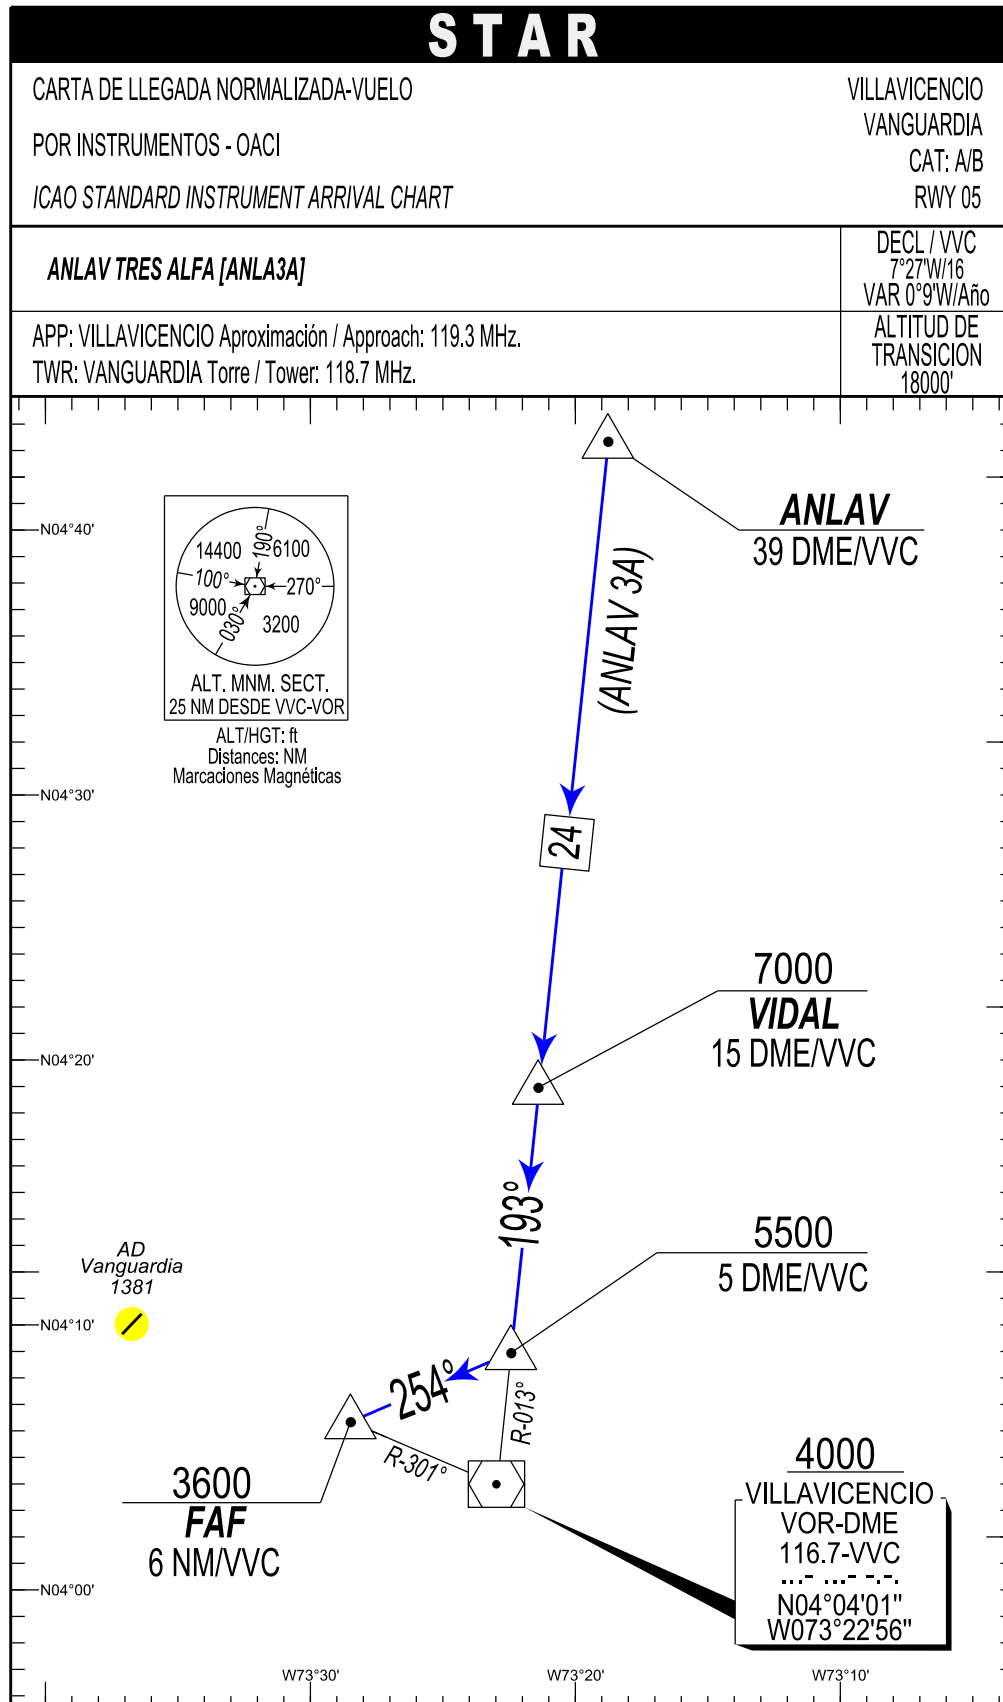 STAR
CARTA DE LLEGADA NORMALIZADA-VUELO
POR INSTRUMENTOS - OACI
ICAO STANDARD INSTRUMENT ARRIVAL CHART
VILLAVICENCIO
VANGUARDIA
CAT: A/B
RWY 05
ANLAV TRES ALFA [ANLA3A]
DECL / VVC
7°27'W/16
VAR 0°9'W/Año
APP: VILLAVICENCIO Aproximación / Approach: 119.3 MHz.
TWR: VANGUARDIA Torre / Tower: 118.7 MHz.
ALTITUD DE
TRANSICION
18000'
ANLAV
39 DME/VVC
N04°40'
14400
190°
6100
100°
270°
9000
030°
3200
ALT. MNM. SECT.
25 NM DESDE VVC-VOR
ALT/HGT: ft
Distances: NM
Marcaciones Magnéticas
(ANLAV 3A)
N04°30'
24
7000
VIDAL
15 DME/VVC
N04°20'
193°
5500
5 DME/VVC
AD
Vanguardia
1381
N04°10'
254°
R-013°
R-301°
3600
FAF
6 NM/VVC
4000
VILLAVICENCIO
VOR-DME
116.7-VVC
...- ...- -.-.
N04°04'01"
W073°22'56"
N04°00'
W73°30'
W73°20'
W73°10'